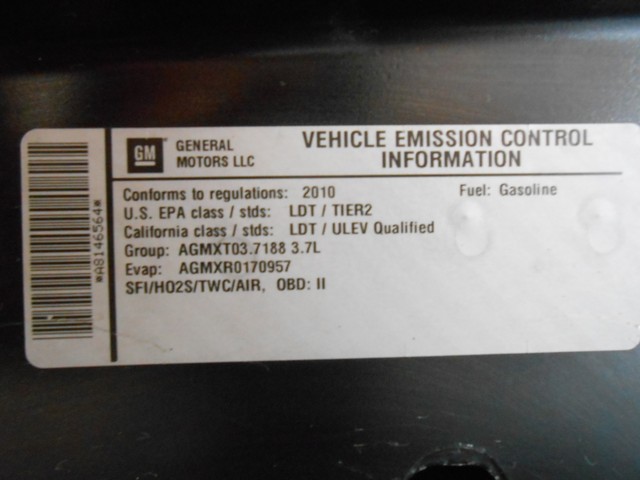 GM
GENERAL
MOTORS LLC
VEHICLE EMISSION CONTROL
INFORMATION
Conforms to regulations: 2010
Fuel: Gasoline
U.S. EPA class / stds: LDT / TIER2
California class / stds: LDT / ULEV Qualified
Group: AGMXT03.7188 3.7L
Evap: AGMXR0170957
SFI/HO2S/TWC/AIR, OBD: II
*A8146564*